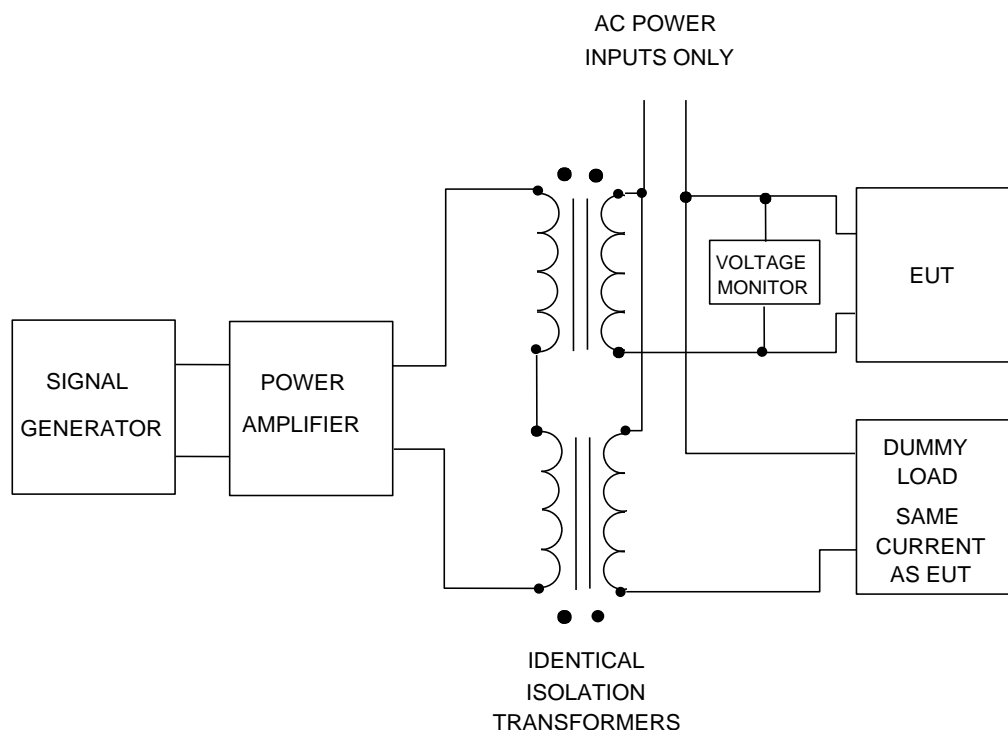 AC POWER
INPUTS ONLY
VOLTAGE
MONITOR
EUT
SIGNAL
GENERATOR
POWER
AMPLIFIER
DUMMY
LOAD
SAME
CURRENT
AS EUT
IDENTICAL
ISOLATION
TRANSFORMERS